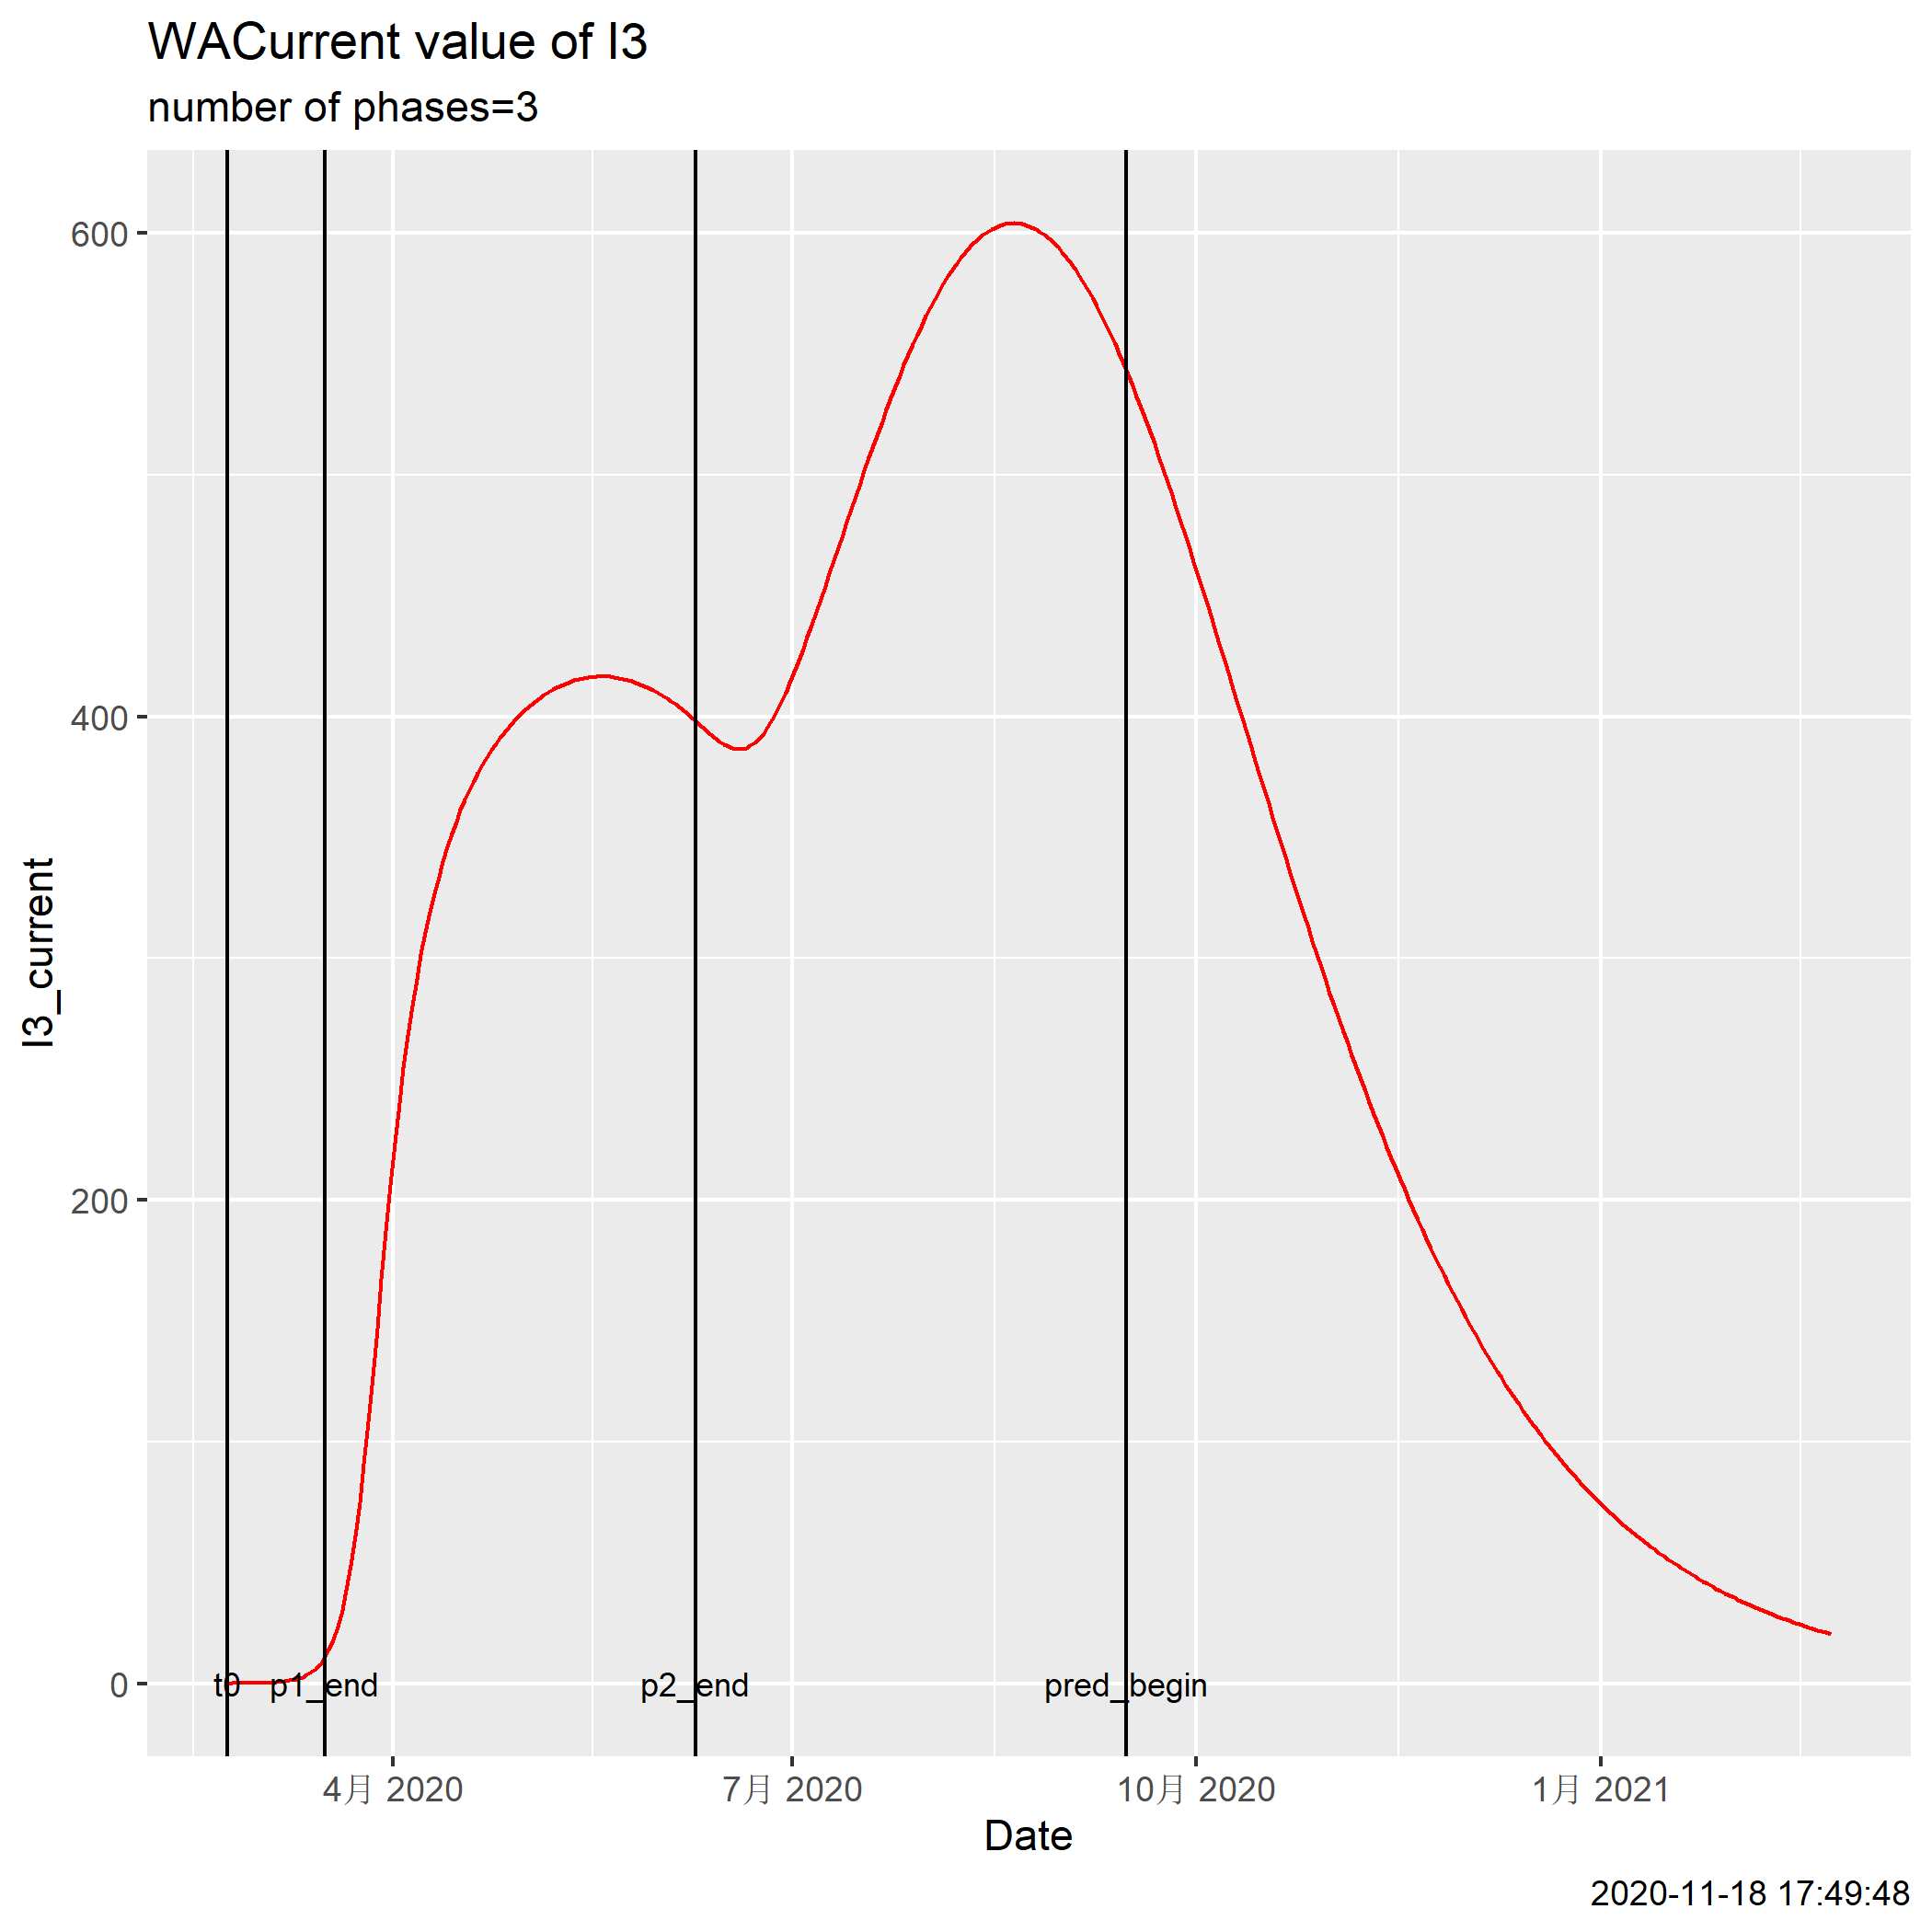 WACurrent value of I3
number of phases=3
600
400
200
0
I3_current
t0
p1_end
p2_end
pred_begin
4月 2020
7月 2020
10月 2020
1月 2021
Date
2020-11-18 17:49:48